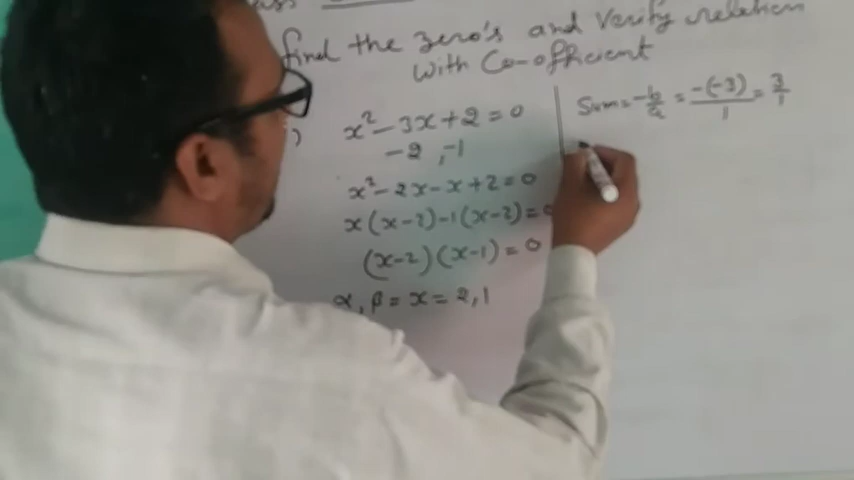 find the zero's and Verify relation
with Co-officient
) x² - 3x + 2 = 0
-2, -1
x² - 2x - x + 2 = 0
x(x-2) - 1(x-2) = 0
(x-2)(x-1) = 0
α, β = x = 2, 1
Sum = -b/a = -(-3)/1 = 3/1